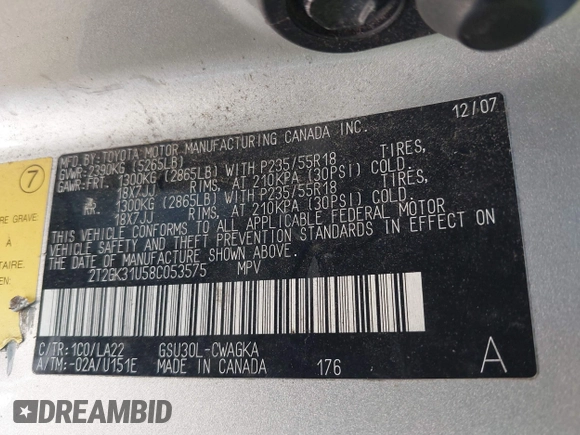 12/07
MFD.BY:TOYOTA MOTOR MANUFACTURING CANADA INC.
GVWR-2390KG (5265LB)
GAWR-FRT. 1300KG (2865LB) WITH P235/55R18 TIRES,
18X7JJ RIMS, AT 210KPA (30PSI) COLD.
RR. 1300KG (2865LB) WITH P235/55R18 TIRES,
18X7JJ RIMS, AT 210KPA (30PSI) COLD.
THIS VEHICLE CONFORMS TO ALL APPLICABLE FEDERAL MOTOR
VEHICLE SAFETY AND THEFT PREVENTION STANDARDS IN EFFECT ON
THE DATE OF MANUFACTURE SHOWN ABOVE.
2T2GK31U58C053575 MPV
C/TR:1C0/LA22 GSU30L-CWAGKA
A/TM:-02A/U151E MADE IN CANADA 176 A
7
RE GRAVE.
À
TAIRE.
DREAMBID